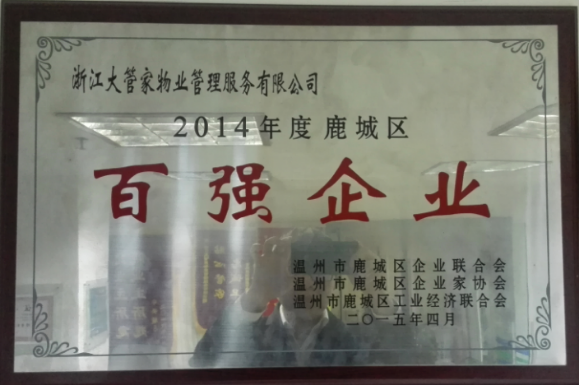 浙江大管家物业管理服务有限公司
2014年度鹿城区
百强企业
温州市鹿城区企业联合会
温州市鹿城区企业家协会
温州市鹿城区工业经济联合会
二〇一五年四月